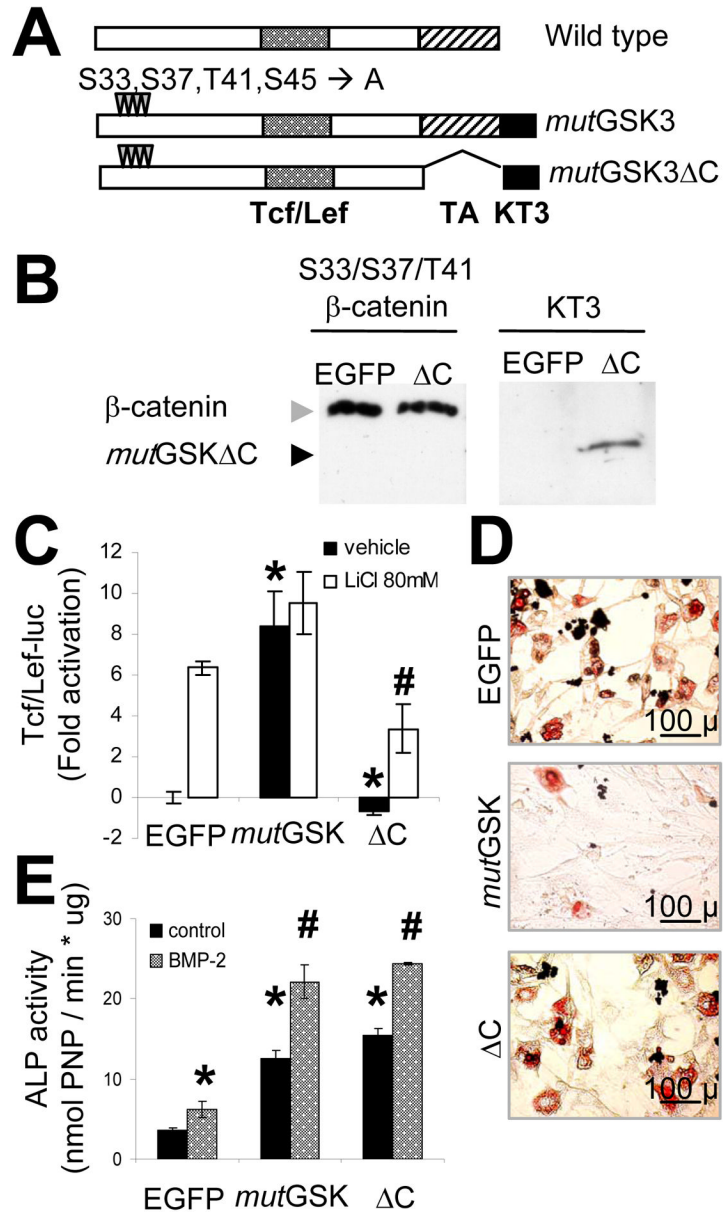 A
Wild type
S33,S37,T41,S45 → A
mutGSK3
mutGSK3ΔC
Tcf/Lef TA KT3
B
S33/S37/T41
β-catenin KT3
EGFP ΔC EGFP ΔC
β-catenin
mutGSKΔC
C
Tcf/Lef-luc
(Fold activation)
12
10
8
6
4
2
0
-2
vehicle
LiCl 80mM
*
*
#
EGFP mutGSK ΔC
D
EGFP
100 µ
mutGSK
100 µ
ΔC
100 µ
E
ALP activity
(nmol PNP / min * ug)
30
20
10
0
control
BMP-2
*
*
#
*
#
EGFP mutGSK ΔC